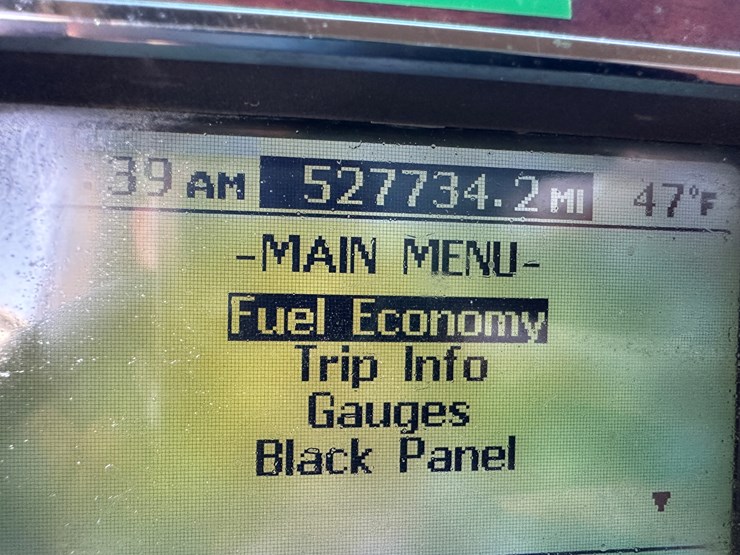 39 AM 527734.2 MI 47°F
-MAIN MENU-
Fuel Economy
Trip Info
Gauges
Black Panel